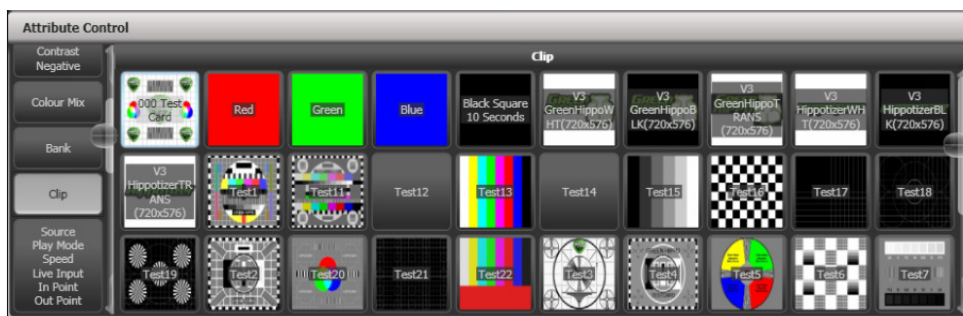 Attribute Control
Contrast
Negative
Colour Mix
Bank
Clip
Source
Play Mode
Speed
Live Input
In Point
Out Point
Clip
000 Test
Card
Red
Green
Blue
Black Square
10 Seconds
V3
GreenHippoW
HT(720x576)
V3
GreenHippoB
LK(720x576)
V3
GreenHippoT
RANS
(720x576)
V3
HippotizerWH
T(720x576)
V3
HippotizerBL
K(720x576)
V3
HippotizerTR
ANS
(720x576)
Test1
Test11
Test12
Test13
Test14
Test15
Test16
Test17
Test18
Test19
Test2
Test20
Test21
Test22
Test3
Test4
Test5
Test6
Test7